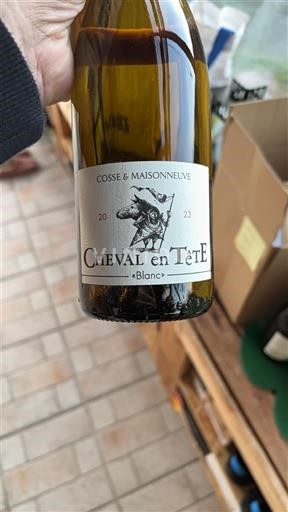 COSSE & MAISONNEUVE
20 23
CHEVAL en TêTE
«Blanc»